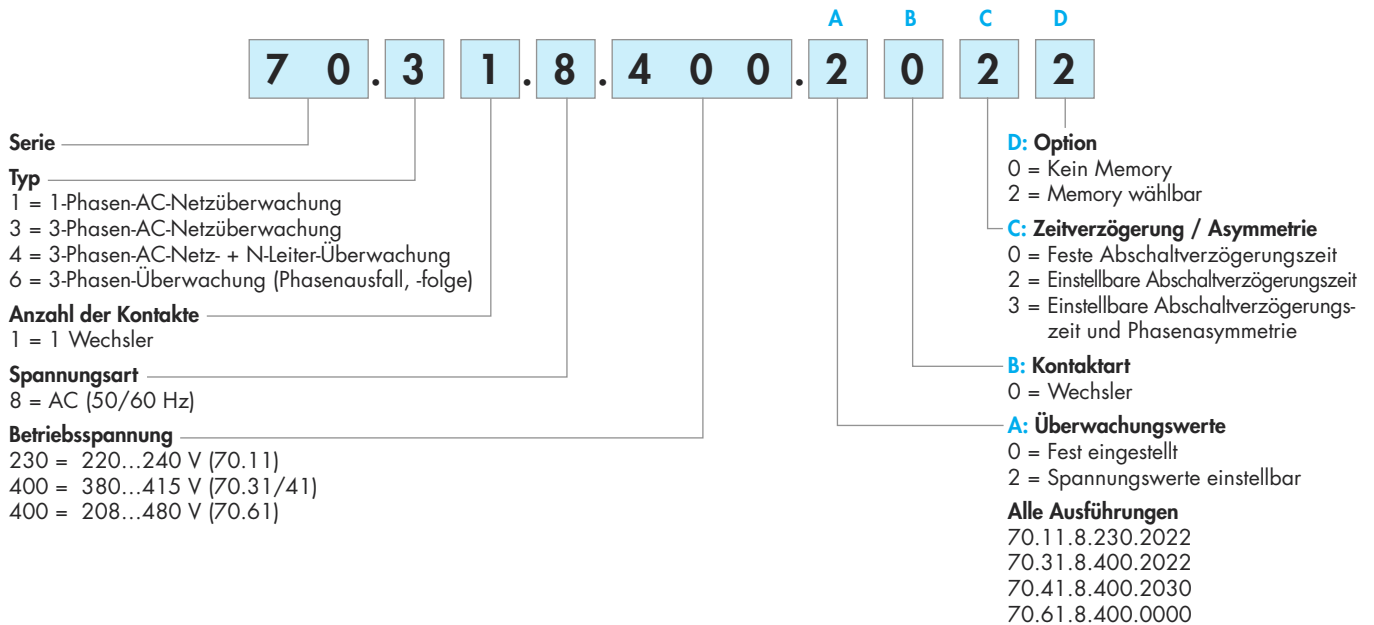 A B C D
7 0 . 3 1 . 8 . 4 0 0 . 2 0 2 2
Serie
Typ
1 = 1-Phasen-AC-Netzüberwachung
3 = 3-Phasen-AC-Netzüberwachung
4 = 3-Phasen-AC-Netz- + N-Leiter-Überwachung
6 = 3-Phasen-Überwachung (Phasenausfall, -folge)
Anzahl der Kontakte
1 = 1 Wechsler
Spannungsart
8 = AC (50/60 Hz)
Betriebsspannung
230 = 220...240 V (70.11)
400 = 380...415 V (70.31/41)
400 = 208...480 V (70.61)
D: Option
0 = Kein Memory
2 = Memory wählbar
C: Zeitverzögerung / Asymmetrie
0 = Feste Abschaltverzögerungszeit
2 = Einstellbare Abschaltverzögerungszeit
3 = Einstellbare Abschaltverzögerungs-
zeit und Phasenasymmetrie
B: Kontaktart
0 = Wechsler
A: Überwachungswerte
0 = Fest eingestellt
2 = Spannungswerte einstellbar
Alle Ausführungen
70.11.8.230.2022
70.31.8.400.2022
70.41.8.400.2030
70.61.8.400.0000